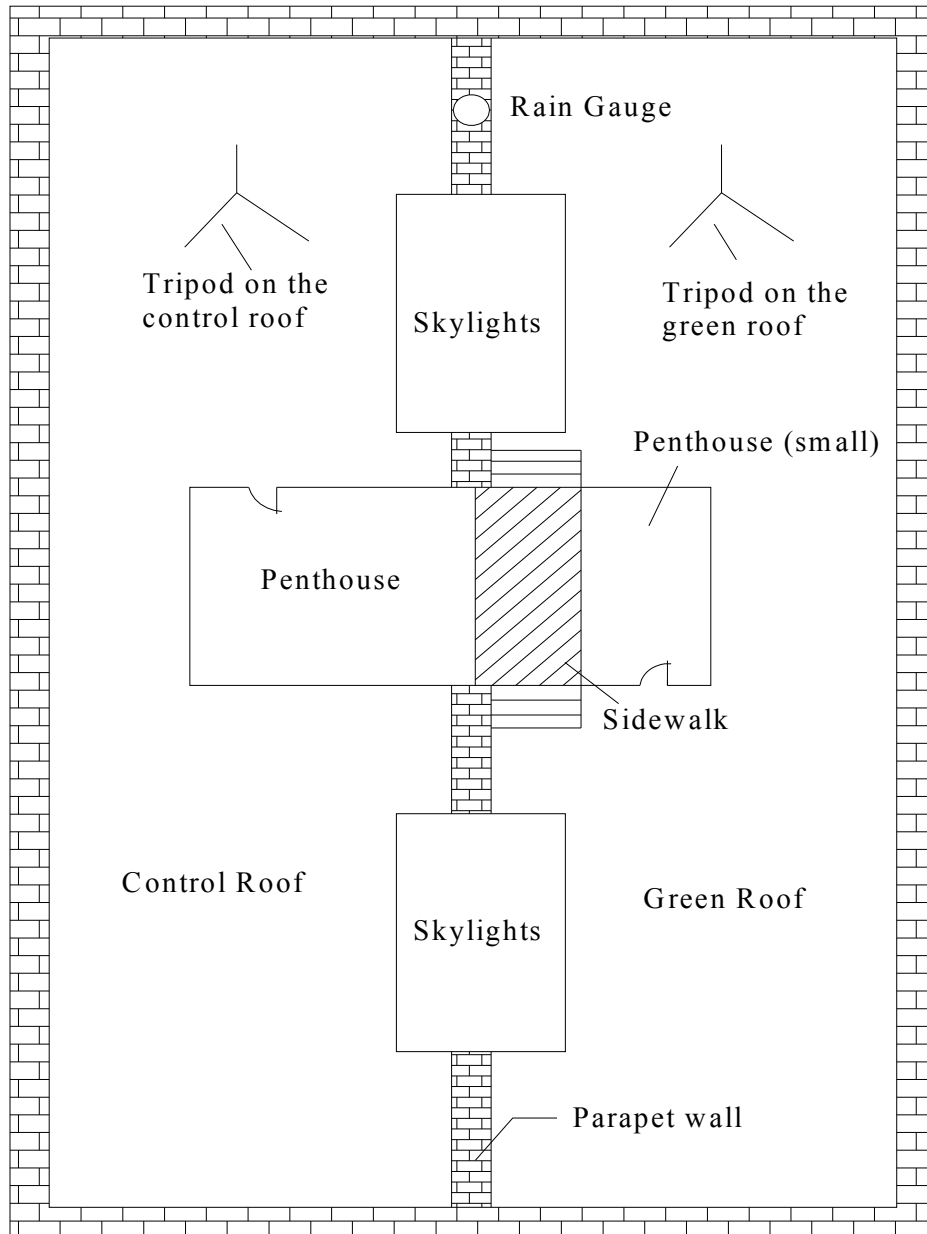 Rain Gauge
Tripod on the
control roof
Tripod on the
green roof
Skylights
Penthouse (small)
Penthouse
Sidewalk
Control Roof
Green Roof
Skylights
Parapet wall